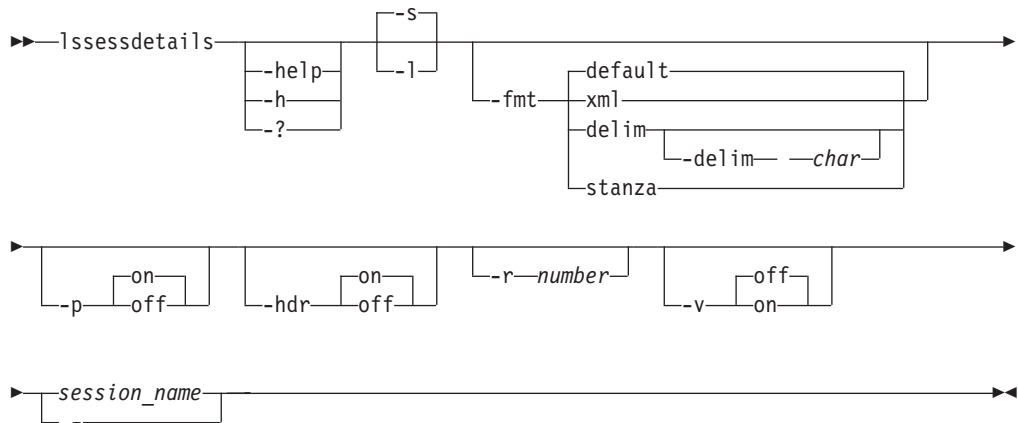 -s
lssessdetails
-help
-l
default
-h
-fmt
xml
-?
delim
-delim char
stanza
on
on
-r number
off
-p
off
-hdr
off
-v
on
session_name